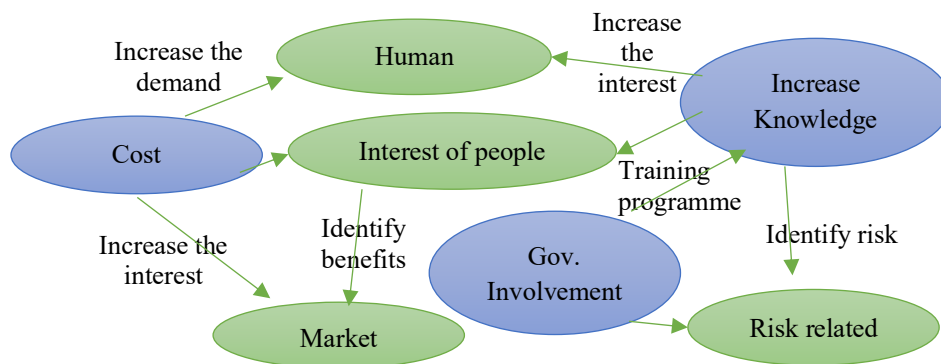 Increase the
demand
Human
Increase
the
interest
Increase
Knowledge
Cost
Interest of people
Training
programme
Increase the
interest
Identify
benefits
Gov.
Involvement
Identify risk
Market
Risk related